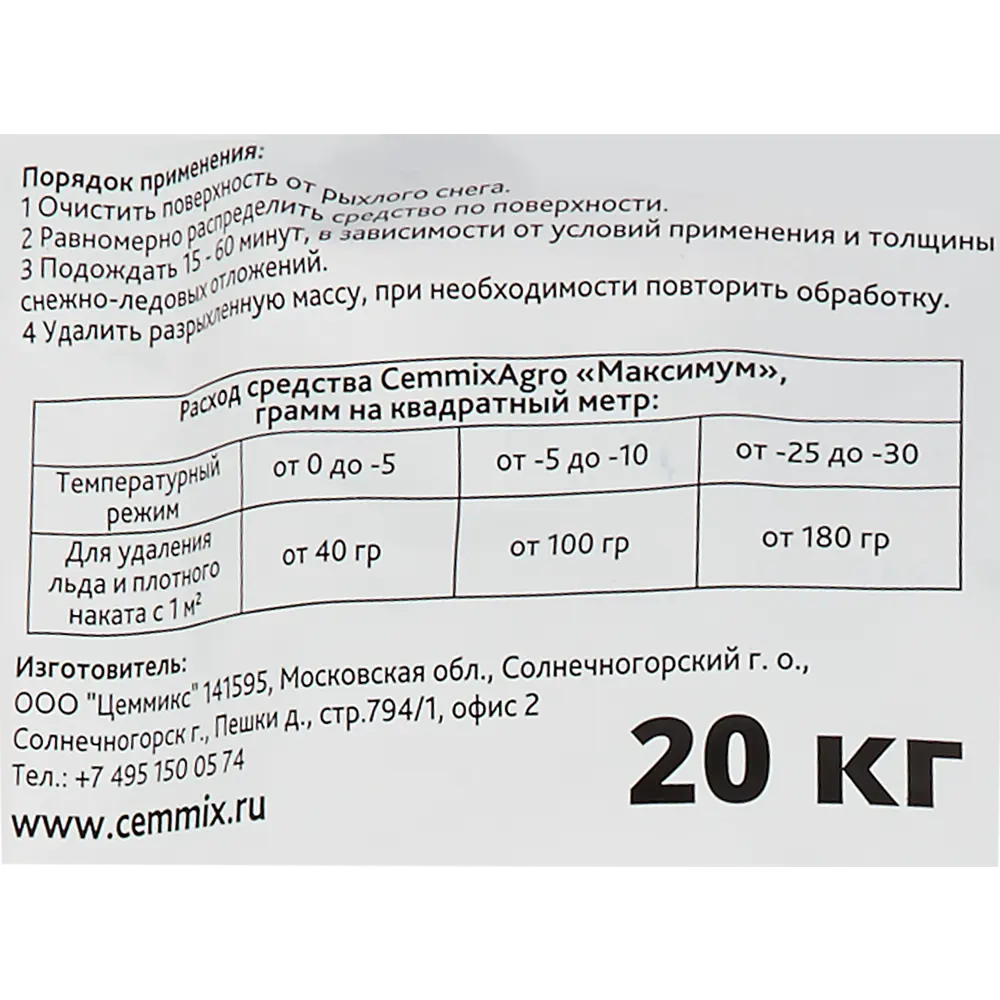 Порядок применения:
1 Очистить поверхность от рыхлого снега.
2 Равномерно распределить средство по поверхности.
3 Подождать 15 - 60 минут, в зависимости от условий применения и толщины
снежно-ледовых отложений.
4 Удалить разрыхленную массу, при необходимости повторить обработку.
Расход средства CemmixAgro «Максимум»,
грамм на квадратный метр:
Температурный
режим
от 0 до -5
от -5 до -10
от -25 до -30
Для удаления
льда и плотного
наката с 1 м²
от 40 гр
от 100 гр
от 180 гр
Изготовитель:
ООО "Цеммикс" 141595, Московская обл., Солнечногорский г. о.,
Солнечногорск г., Пешки д., стр.794/1, офис 2
Тел.: +7 495 150 05 74
www.cemmix.ru
20 кг